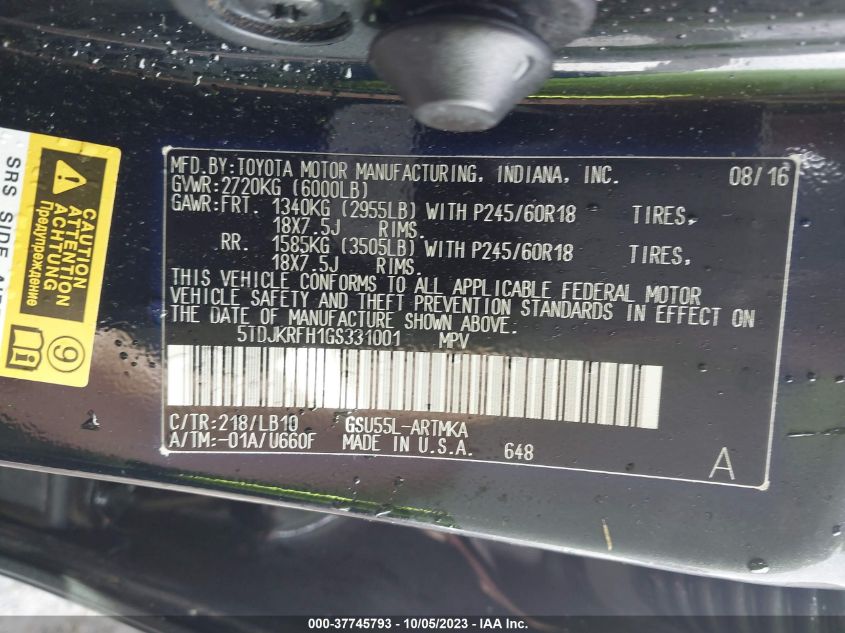 SRS SIDE AIR
CAUTION
ATTENTION
ACHTUNG
Предупреждение
9
MFD.BY:TOYOTA MOTOR MANUFACTURING, INDIANA, INC. 08/16
GVWR:2720KG (6000LB)
GAWR:FRT. 1340KG (2955LB) WITH P245/60R18 TIRES,
18X7.5J RIMS.
RR. 1585KG (3505LB) WITH P245/60R18 TIRES,
18X7.5J RIMS.
THIS VEHICLE CONFORMS TO ALL APPLICABLE FEDERAL MOTOR
VEHICLE SAFETY AND THEFT PREVENTION STANDARDS IN EFFECT ON
THE DATE OF MANUFACTURE SHOWN ABOVE.
5TDJKRFH1GS331001 MPV
C/TR:218/LB10 GSU55L-ARTMKA
A/TM:-01A/U660F MADE IN U.S.A. 648
A
000-37745793 - 10/05/2023 - IAAI.com